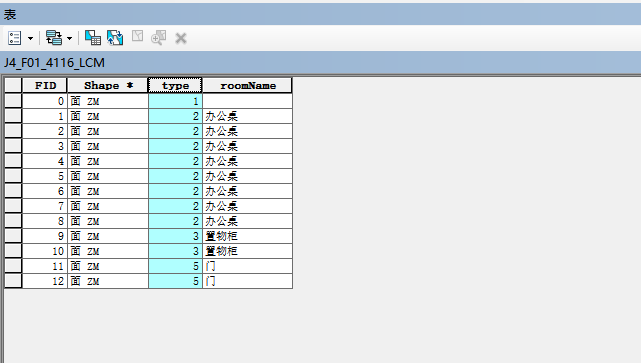 表
J4_F01_4116_LCM
FID Shape * type roomName
0 面 ZM 1
1 面 ZM 2 办公桌
2 面 ZM 2 办公桌
3 面 ZM 2 办公桌
4 面 ZM 2 办公桌
5 面 ZM 2 办公桌
6 面 ZM 2 办公桌
7 面 ZM 2 办公桌
8 面 ZM 2 办公桌
9 面 ZM 3 置物柜
10 面 ZM 3 置物柜
11 面 ZM 5 门
12 面 ZM 5 门